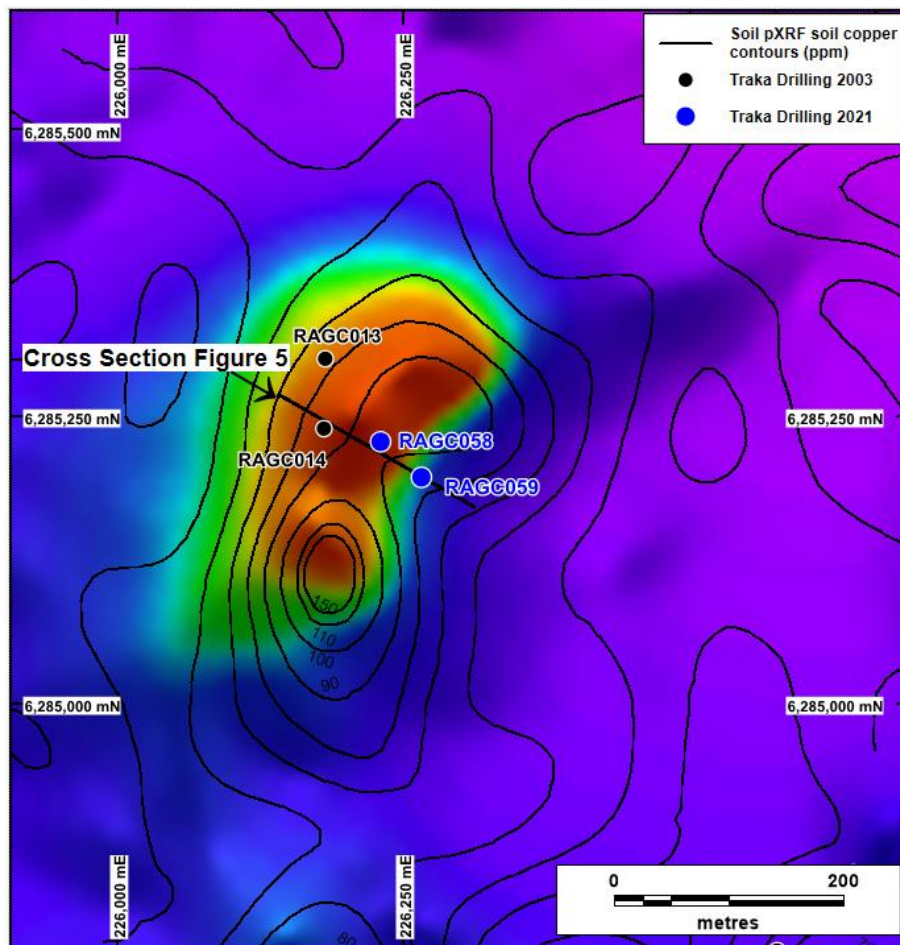 Soil pXRF soil copper
contours (ppm)
Traka Drilling 2003
Traka Drilling 2021
226,000 mE
226,250 mE
6,285,500 mN
RAGC013
Cross Section Figure 5
6,285,250 mN
6,285,250 mN
RAGC058
RAGC014
RAGC059
150
110
100
90
6,285,000 mN
6,285,000 mN
226,000 mE
226,250 mE
0 200
metres
80